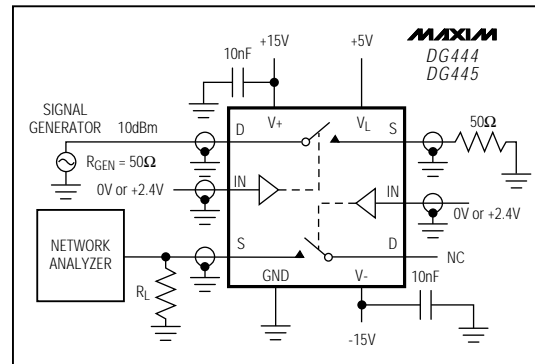 +15V
+5V
MAXIM
10nF
DG444
DG445
SIGNAL
GENERATOR
10dBm
D
V+
VL
S
50Ω
RGEN = 50Ω
IN
IN
0V or +2.4V
0V or +2.4V
NETWORK
ANALYZER
S
D
NC
RL
GND
V-
10nF
-15V